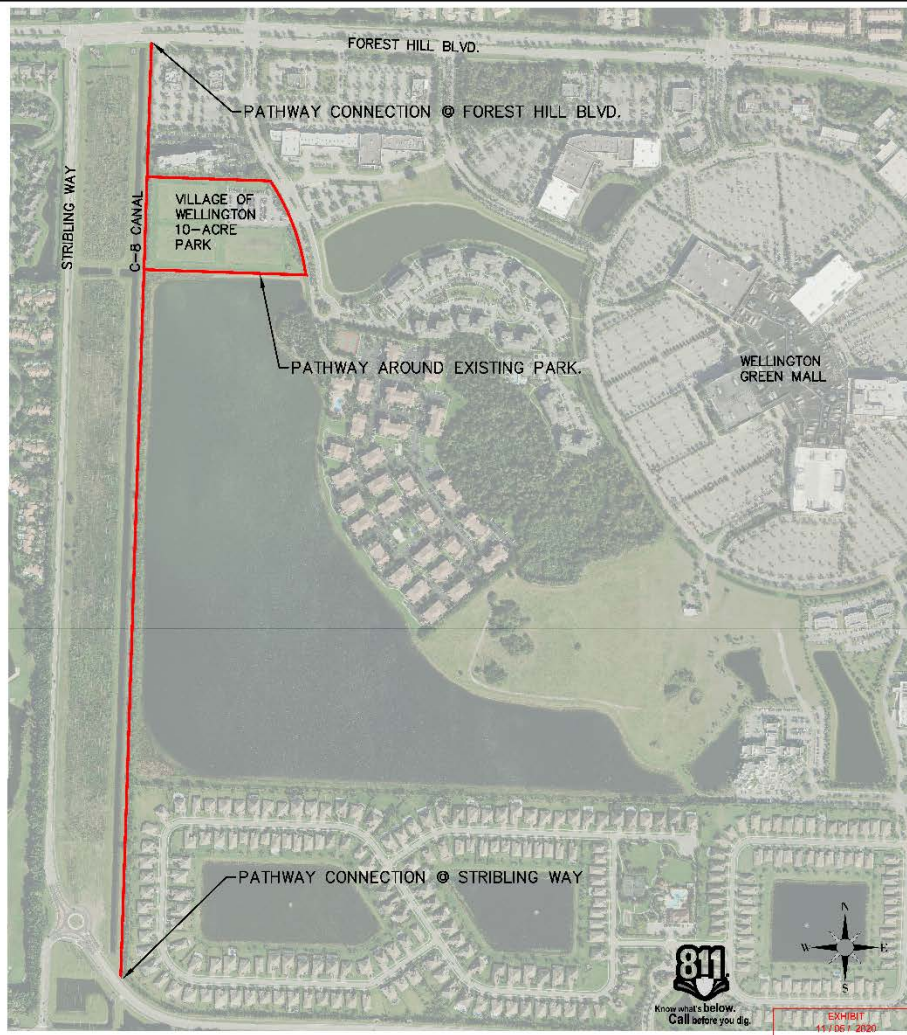 FOREST HILL BLVD.
PATHWAY CONNECTION @ FOREST HILL BLVD.
STRIBLING WAY
C-8 CANAL
VILLAGE OF
WELLINGTON
10-ACRE
PARK
PATHWAY AROUND EXISTING PARK.
WELLINGTON
GREEN MALL
PATHWAY CONNECTION @ STRIBLING WAY
N
W
E
S
811
Know what's below.
Call before you dig.
EXHIBIT
11/05/2020